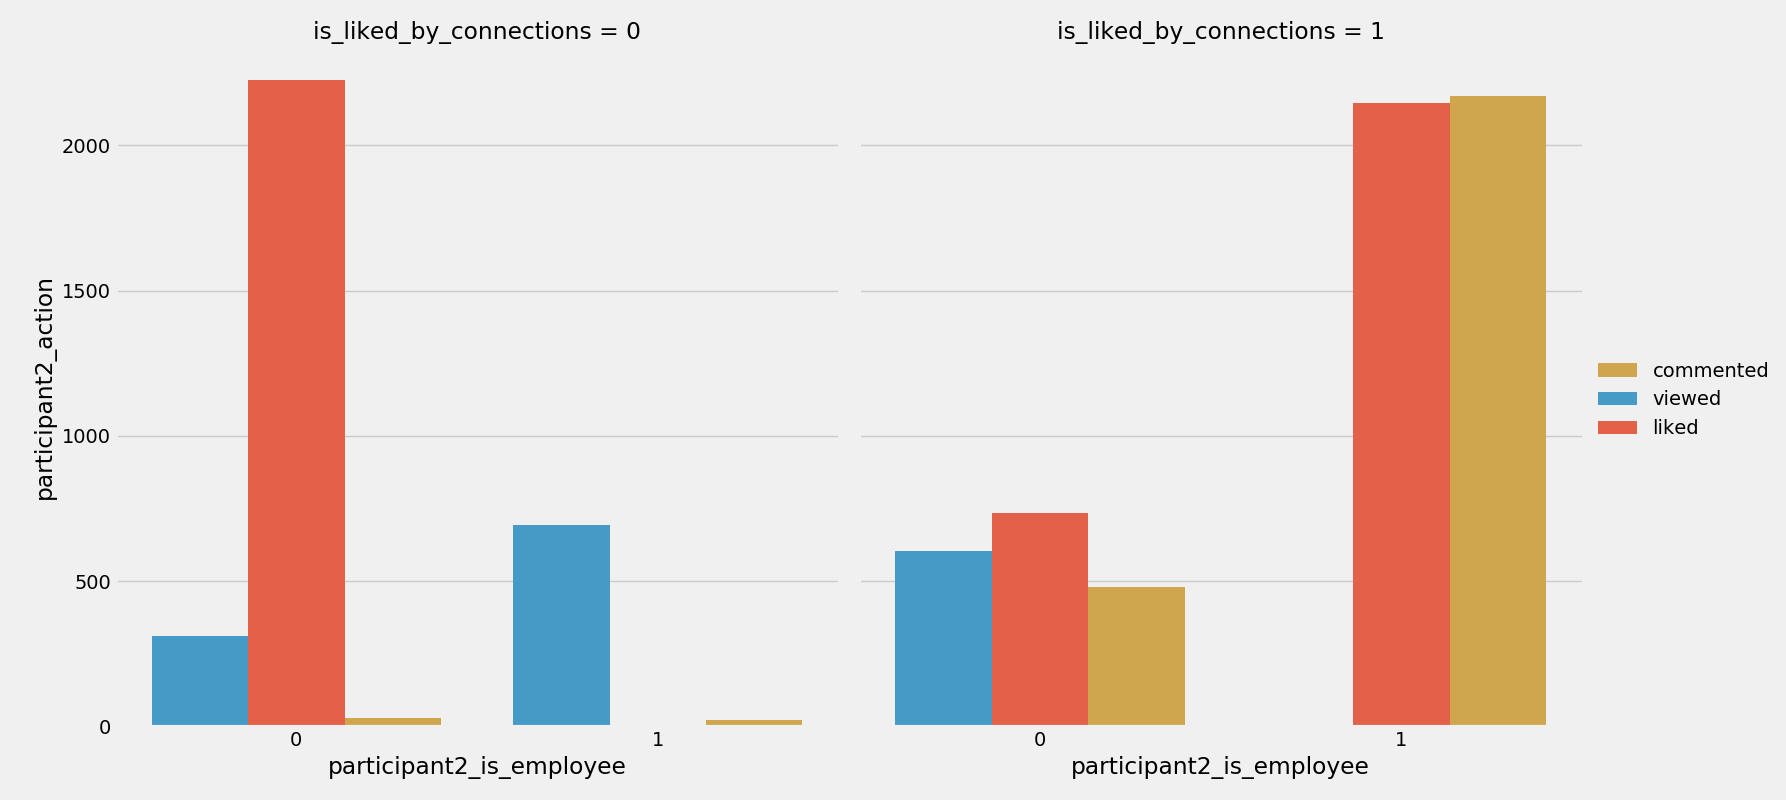 is_liked_by_connections = 0
is_liked_by_connections = 1
participant2_action
2000
1500
1000
500
0
0
1
0
1
participant2_is_employee
participant2_is_employee
commented
viewed
liked